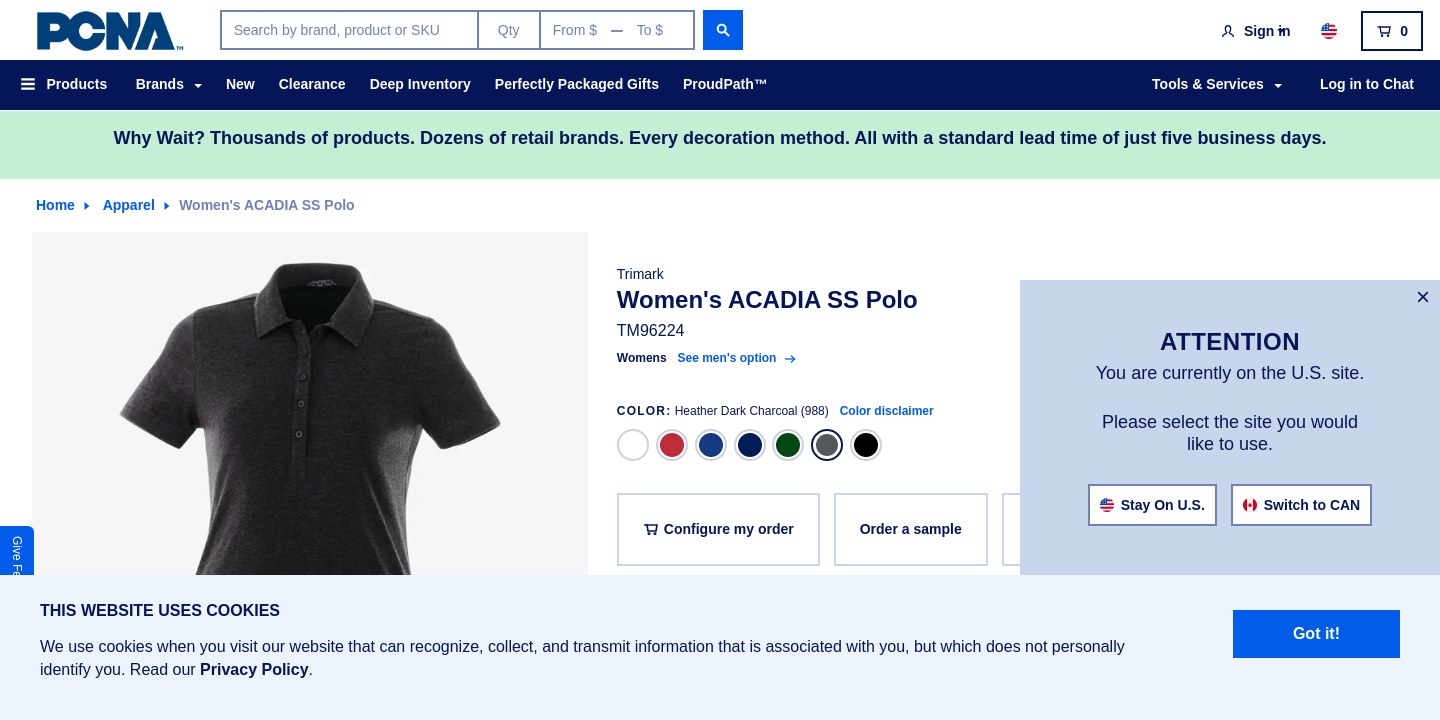 PCNA™
Search by brand, product or SKU
Qty
From $ — To $
Sign in
0
Products
Brands
New
Clearance
Deep Inventory
Perfectly Packaged Gifts
ProudPath™
Tools & Services
Log in to Chat
Why Wait? Thousands of products. Dozens of retail brands. Every decoration method. All with a standard lead time of just five business days.
Home
Apparel
Women's ACADIA SS Polo
Trimark
Women's ACADIA SS Polo
TM96224
Womens See men's option
COLOR: Heather Dark Charcoal (988) Color disclaimer
Configure my order
Order a sample
×
ATTENTION
You are currently on the U.S. site.
Please select the site you would
like to use.
Stay On U.S.
Switch to CAN
Give
THIS WEBSITE USES COOKIES
We use cookies when you visit our website that can recognize, collect, and transmit information that is associated with you, but which does not personally
identify you. Read our Privacy Policy.
Got it!